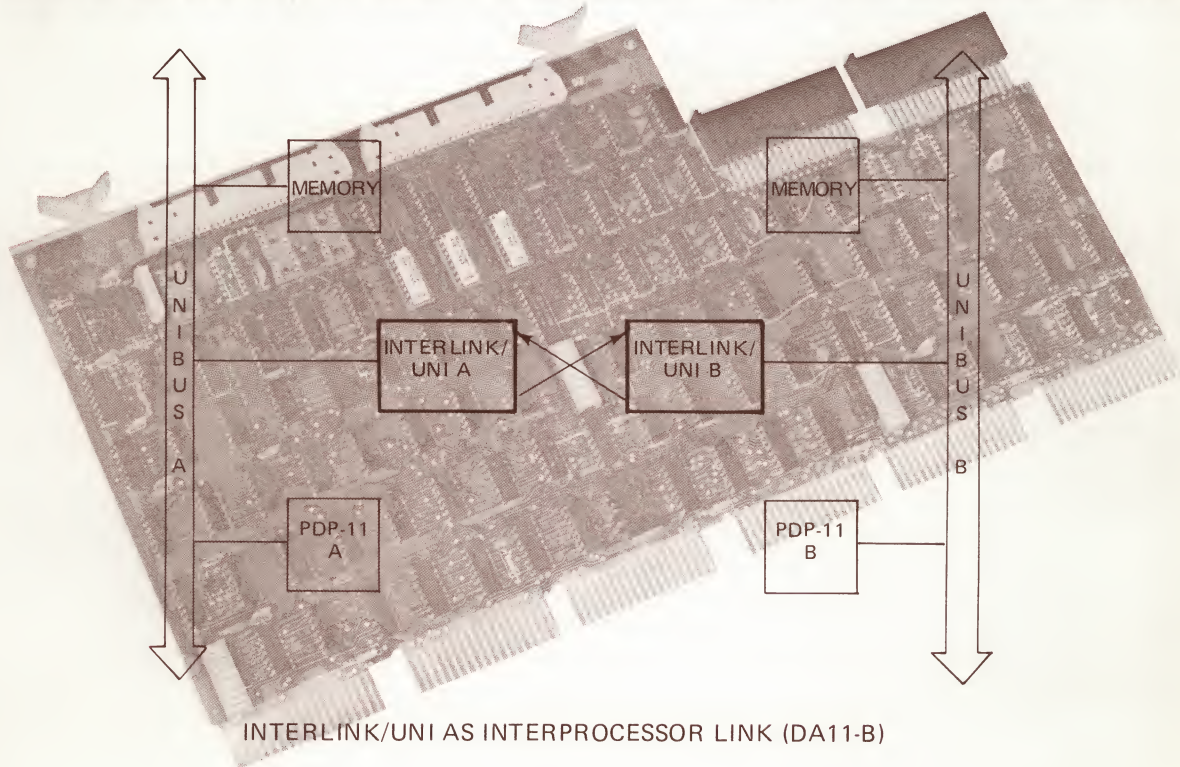 MEMORY
MEMORY
UNIBUS A
INTERLINK/
UNI A
INTERLINK/
UNI B
UNIBUS B
PDP-11
A
PDP-11
B
INTERLINK/UNI AS INTERPROCESSOR LINK (DA11-B)